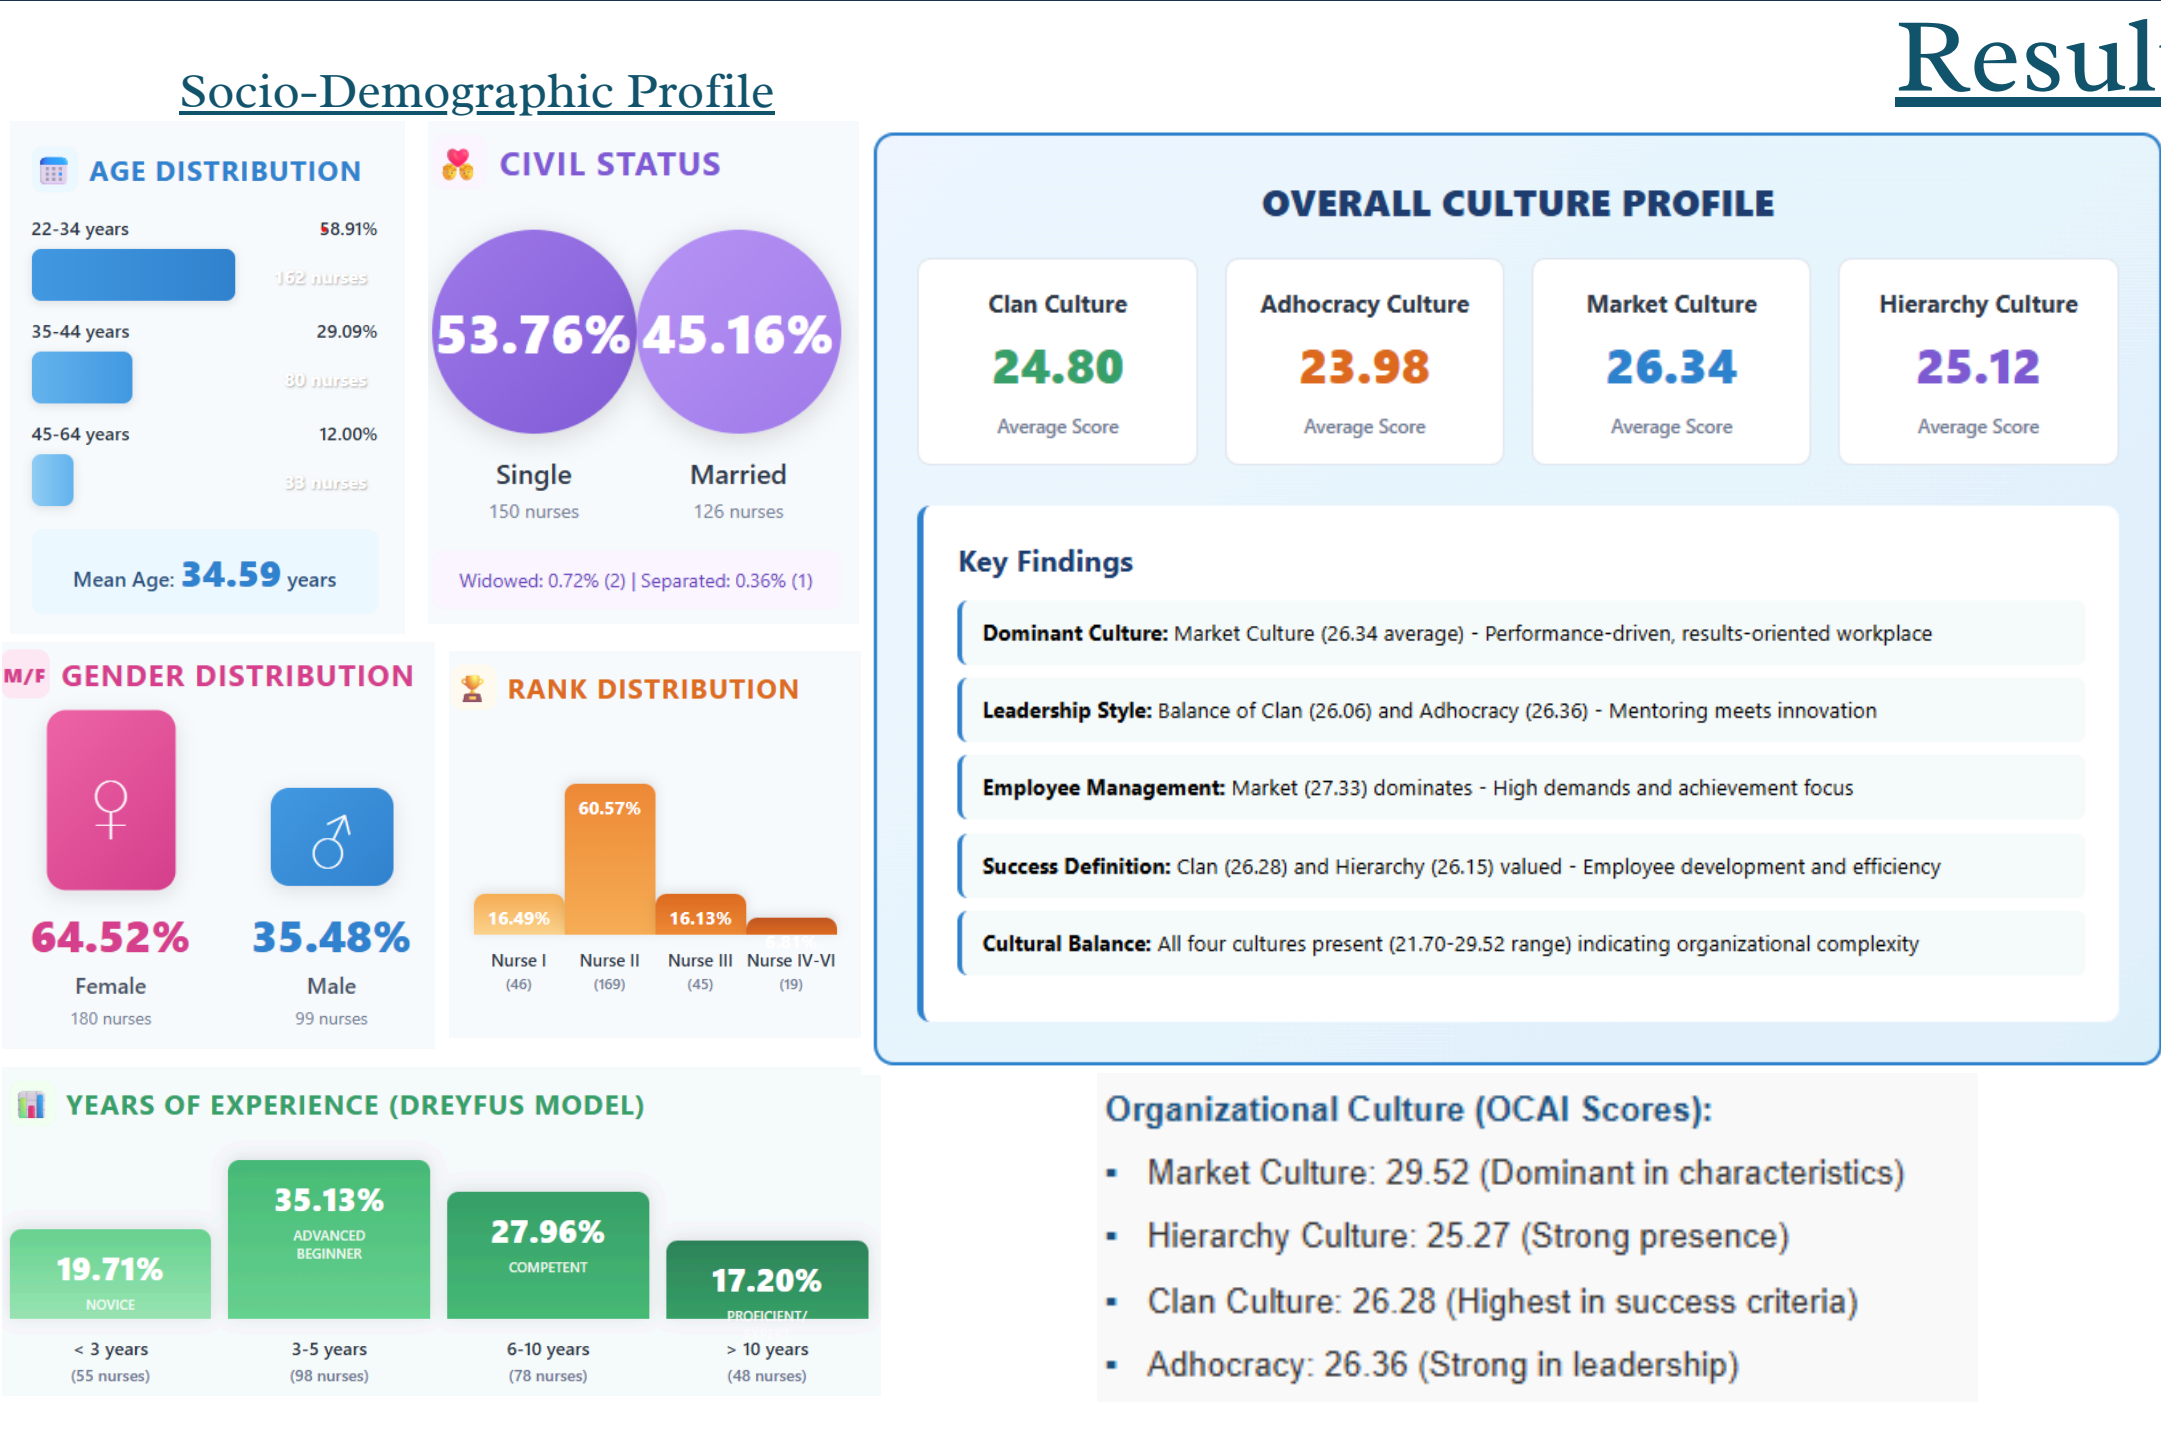 Resul
Socio-Demographic Profile
AGE DISTRIBUTION
22-34 years 58.91%
162 nurses
35-44 years 29.09%
80 nurses
45-64 years 12.00%
33 nurses
Mean Age: 34.59 years
CIVIL STATUS
53.76% 45.16%
Single Married
150 nurses 126 nurses
Widowed: 0.72% (2) | Separated: 0.36% (1)
M/F GENDER DISTRIBUTION
64.52% 35.48%
Female Male
180 nurses 99 nurses
RANK DISTRIBUTION
60.57%
16.49% 16.13%
6.81%
Nurse I Nurse II Nurse III Nurse IV-VI
(46) (169) (45) (19)
YEARS OF EXPERIENCE (DREYFUS MODEL)
19.71%
NOVICE
35.13%
ADVANCED
BEGINNER
27.96%
COMPETENT
17.20%
PROFICIENT/
< 3 years 3-5 years 6-10 years > 10 years
(55 nurses) (98 nurses) (78 nurses) (48 nurses)
OVERALL CULTURE PROFILE
Clan Culture Adhocracy Culture Market Culture Hierarchy Culture
24.80 23.98 26.34 25.12
Average Score Average Score Average Score Average Score
Key Findings
Dominant Culture: Market Culture (26.34 average) - Performance-driven, results-oriented workplace
Leadership Style: Balance of Clan (26.06) and Adhocracy (26.36) - Mentoring meets innovation
Employee Management: Market (27.33) dominates - High demands and achievement focus
Success Definition: Clan (26.28) and Hierarchy (26.15) valued - Employee development and efficiency
Cultural Balance: All four cultures present (21.70-29.52 range) indicating organizational complexity
Organizational Culture (OCAI Scores):
▪ Market Culture: 29.52 (Dominant in characteristics)
▪ Hierarchy Culture: 25.27 (Strong presence)
▪ Clan Culture: 26.28 (Highest in success criteria)
▪ Adhocracy: 26.36 (Strong in leadership)